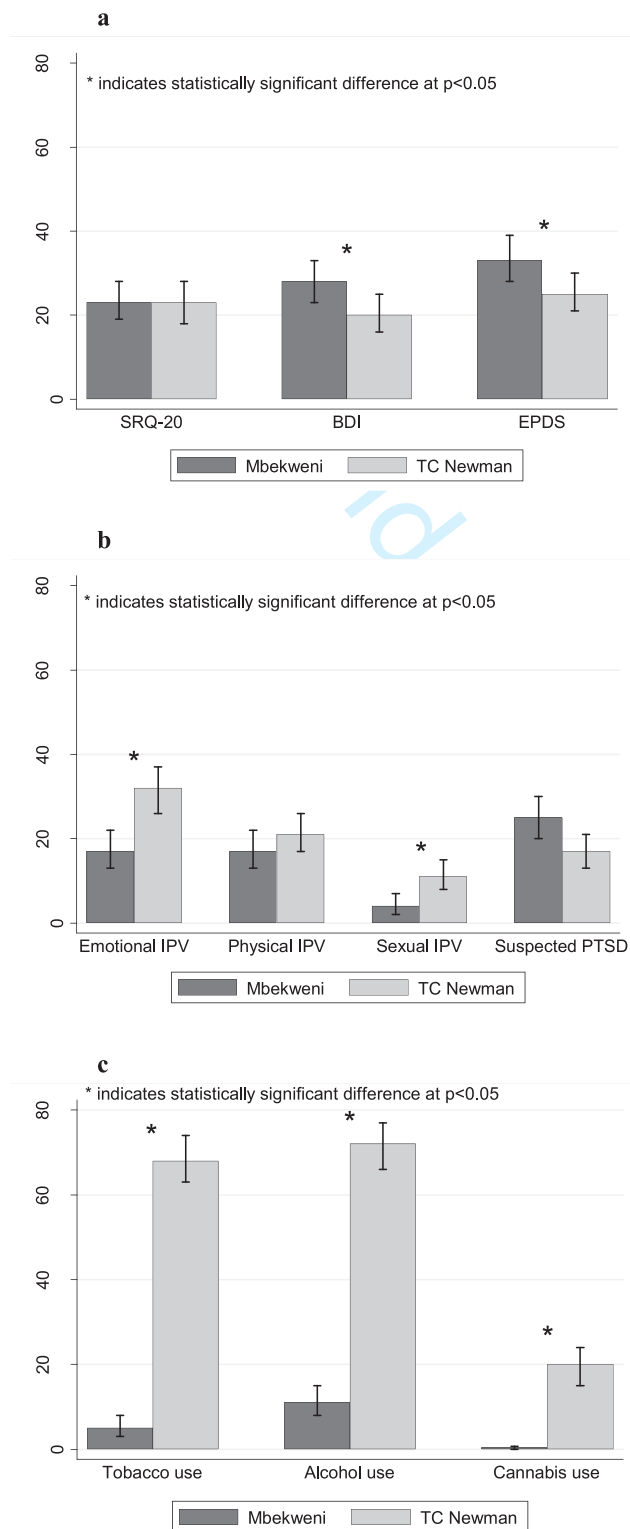 a
80
* indicates statistically significant difference at p<0.05
60
40
*
*
20
0
SRQ-20 BDI EPDS
Mbekweni TC Newman
b
80
* indicates statistically significant difference at p<0.05
60
40
*
20
*
0
Emotional IPV Physical IPV Sexual IPV Suspected PTSD
Mbekweni TC Newman
c
* indicates statistically significant difference at p<0.05
80
*
*
60
40
*
20
0
Tobacco use Alcohol use Cannabis use
Mbekweni TC Newman